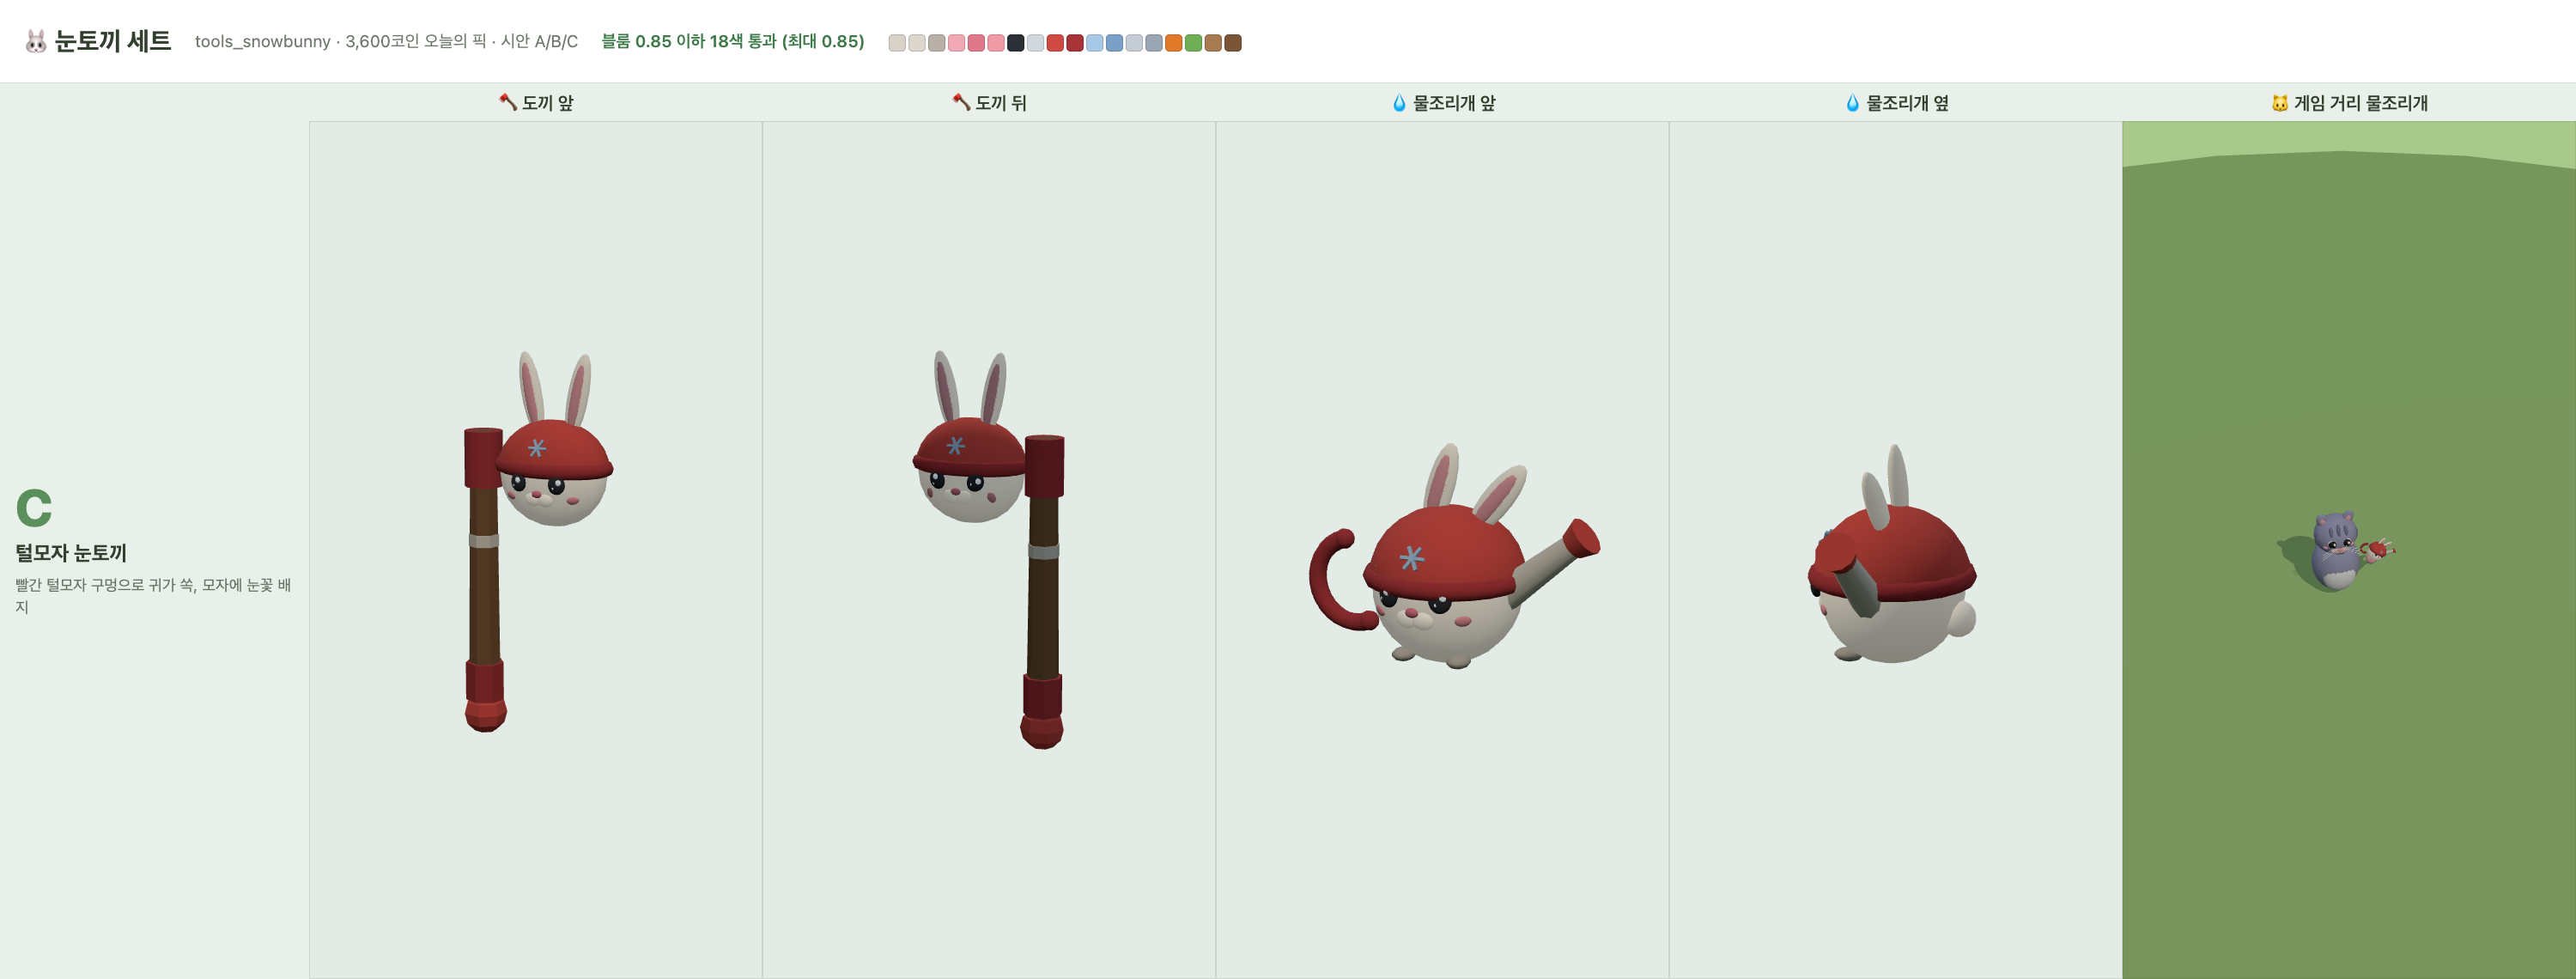 🐰 눈토끼 세트 tools_snowbunny · 3,600코인 오늘의 픽 · 시안 A/B/C 블룸 0.85 이하 18색 통과 (최대 0.85)
🪓 도끼 앞
🪓 도끼 뒤
💧 물조리개 앞
💧 물조리개 옆
🐱 게임 거리 물조리개
C
털모자 눈토끼
빨간 털모자 구멍으로 귀가 쏙, 모자에 눈꽃 배
지